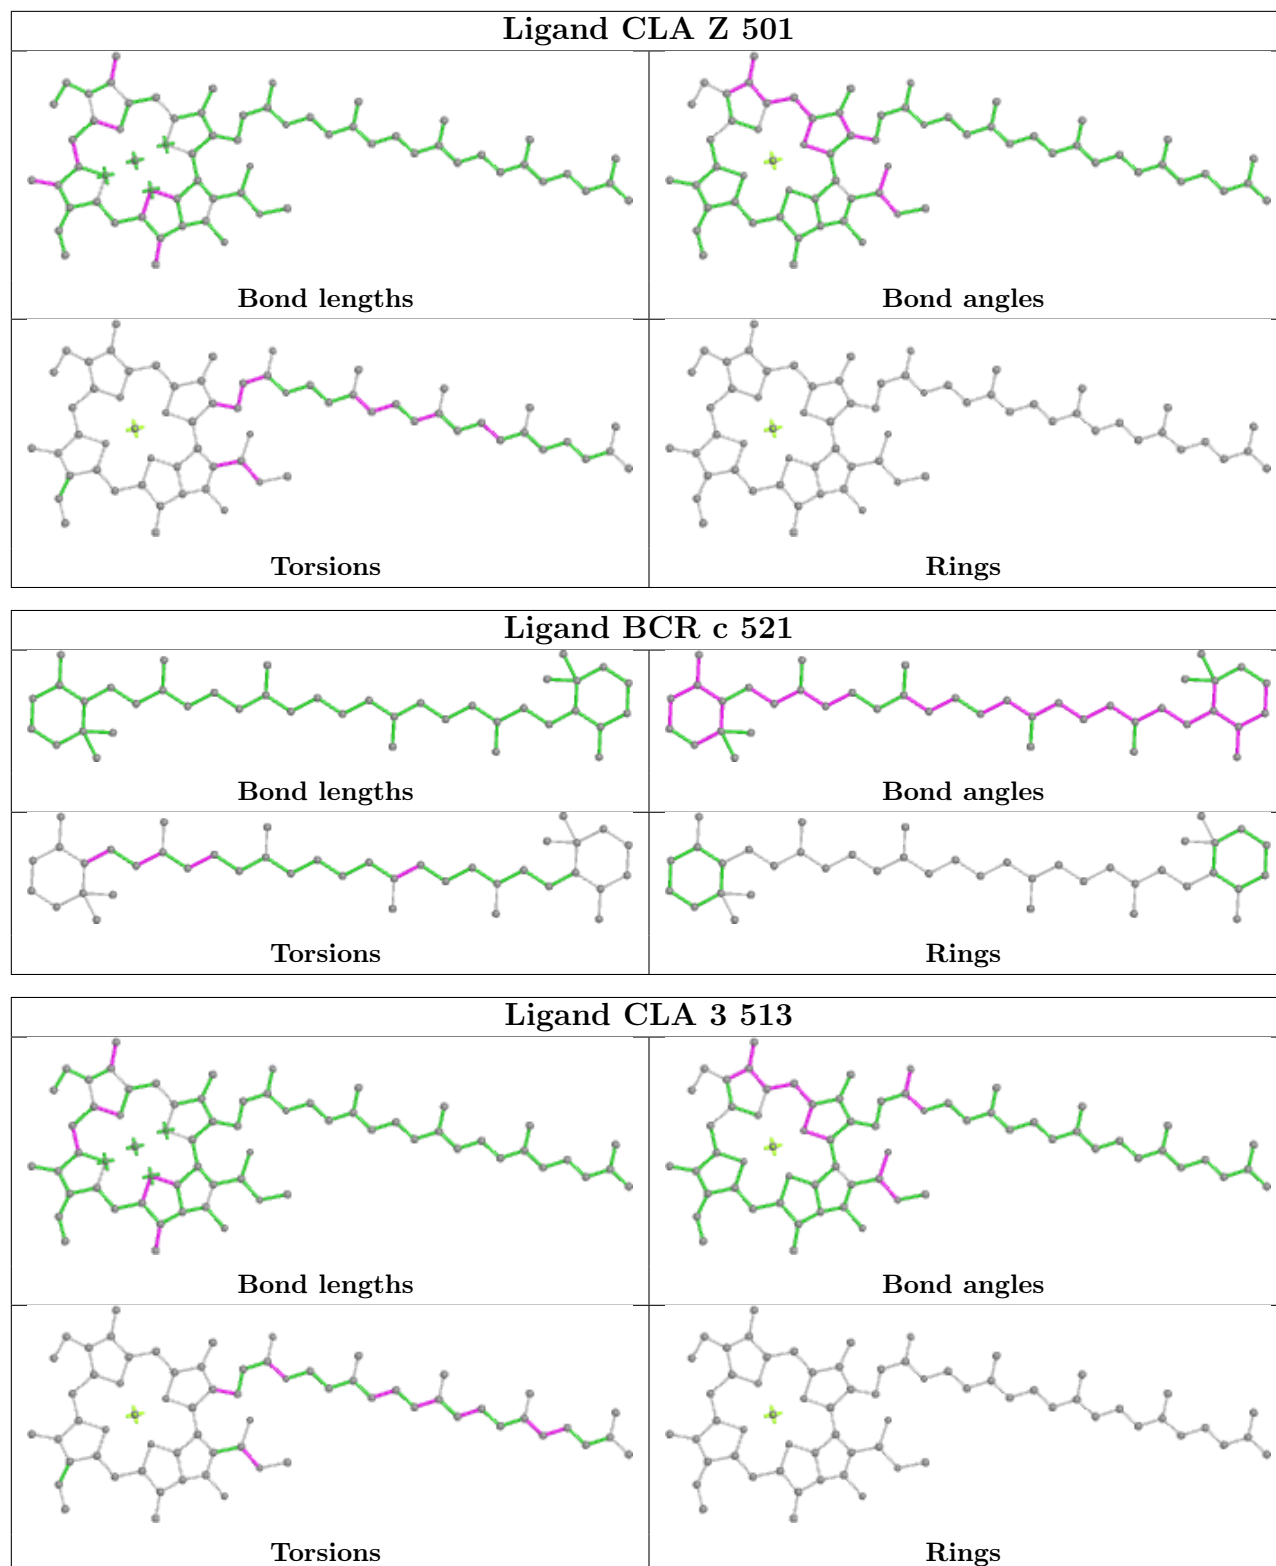 Ligand CLA Z 501
Bond lengths
Bond angles
Torsions
Rings
Ligand BCR c 521
Bond lengths
Bond angles
Torsions
Rings
Ligand CLA 3 513
Bond lengths
Bond angles
Torsions
Rings